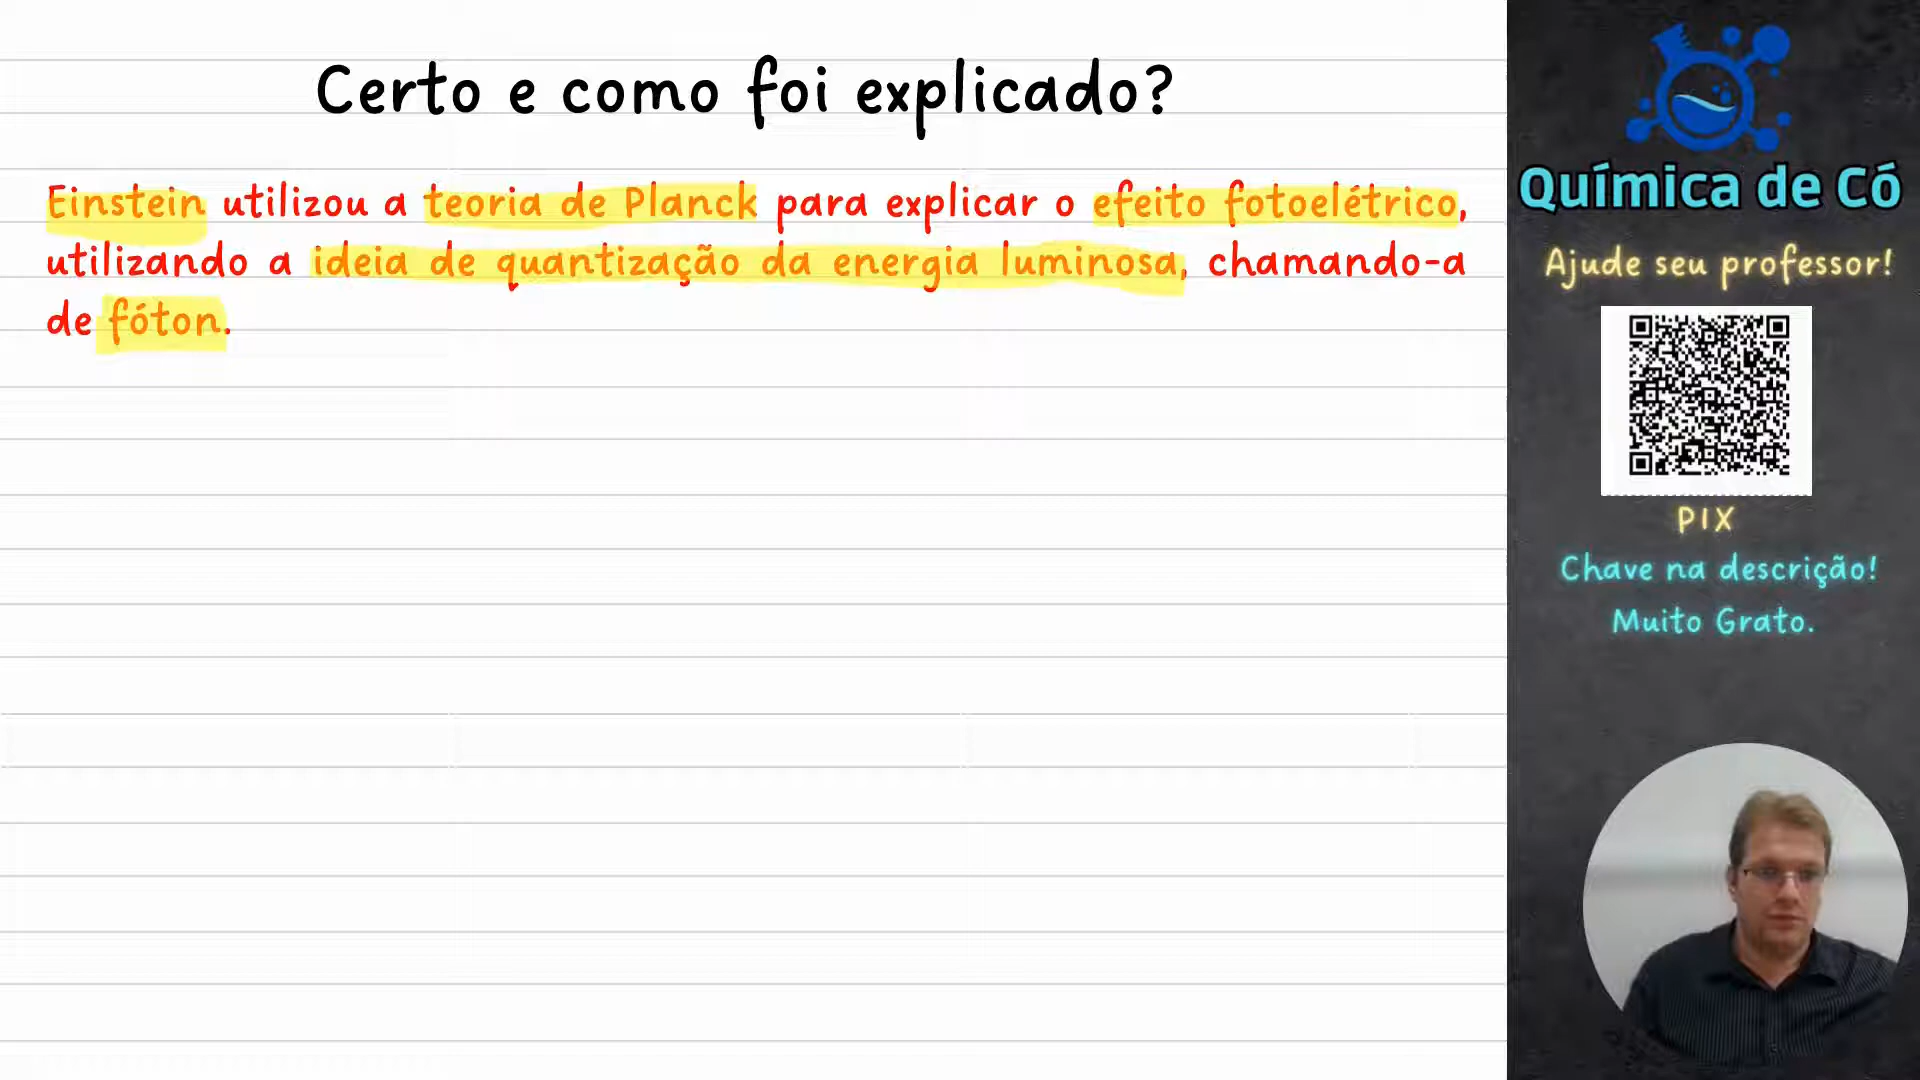 Certo e como foi explicado?
Einstein utilizou a teoria de Planck para explicar o efeito fotoelétrico,
utilizando a ideia de quantização da energia luminosa, chamando-a
de fóton.
Química de Có
Ajude seu professor!
PIX
Chave na descrição!
Muito Grato.